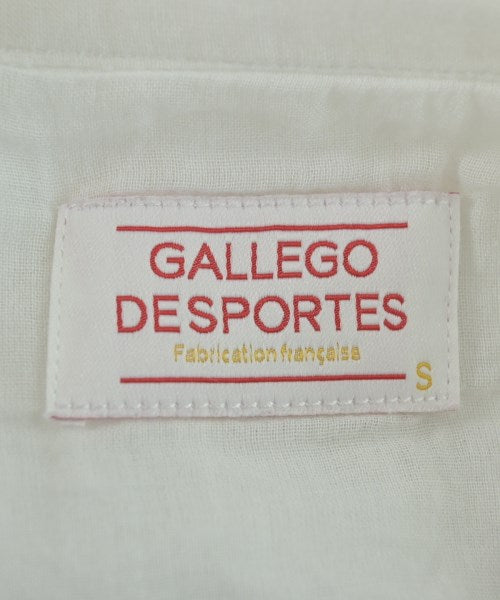 GALLEGO
DESPORTES
Fabrication française
S